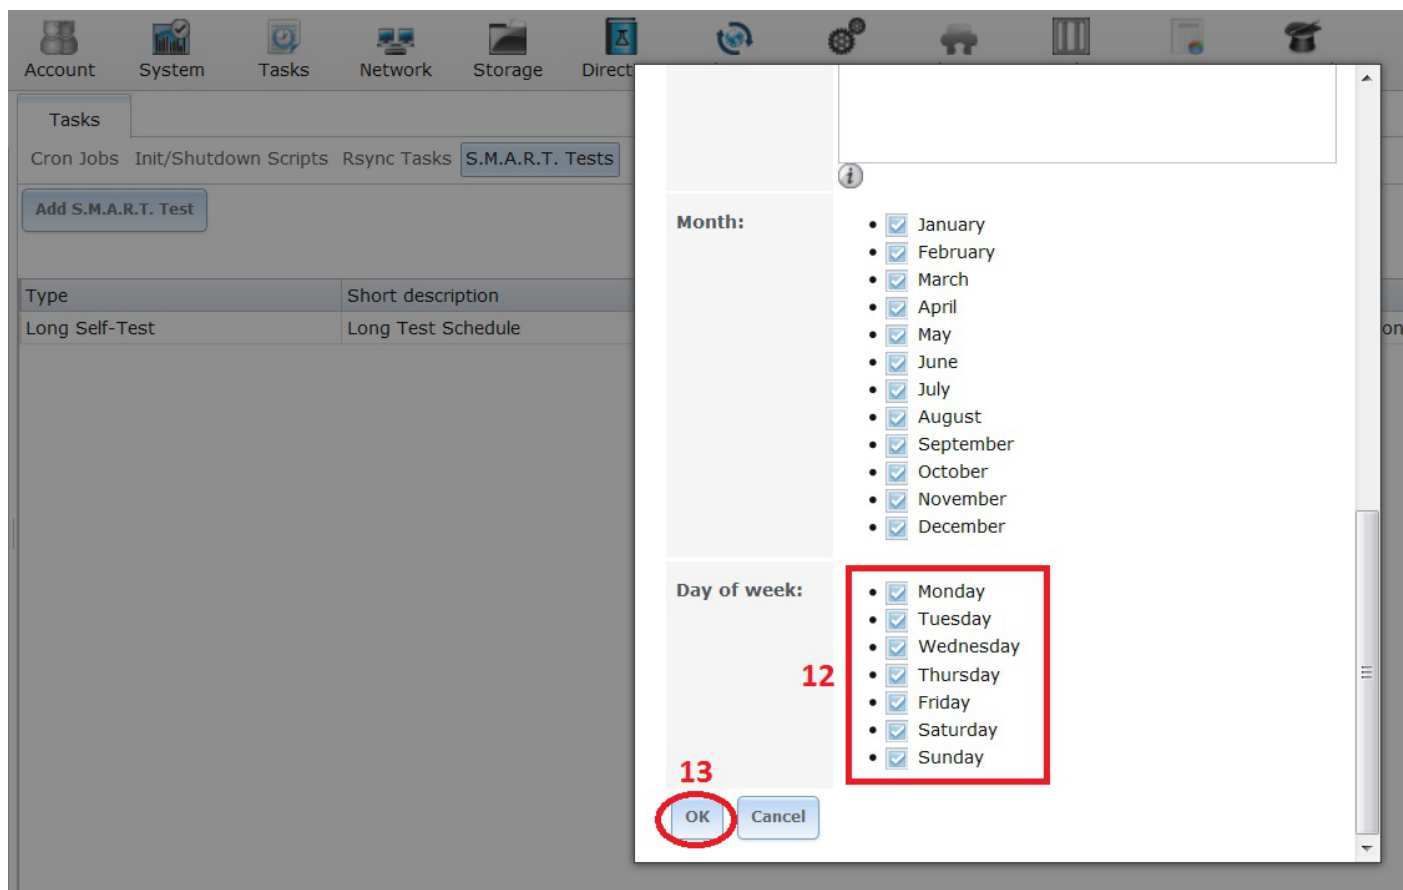 Account System Tasks Network Storage Direct
Tasks
Cron Jobs Init/Shutdown Scripts Rsync Tasks S.M.A.R.T. Tests
Add S.M.A.R.T. Test
Type Short description
Long Self-Test Long Test Schedule on
Month:
January
February
March
April
May
June
July
August
September
October
November
December
Day of week:
Monday
Tuesday
Wednesday
12 Thursday
Friday
Saturday
Sunday
13
OK Cancel